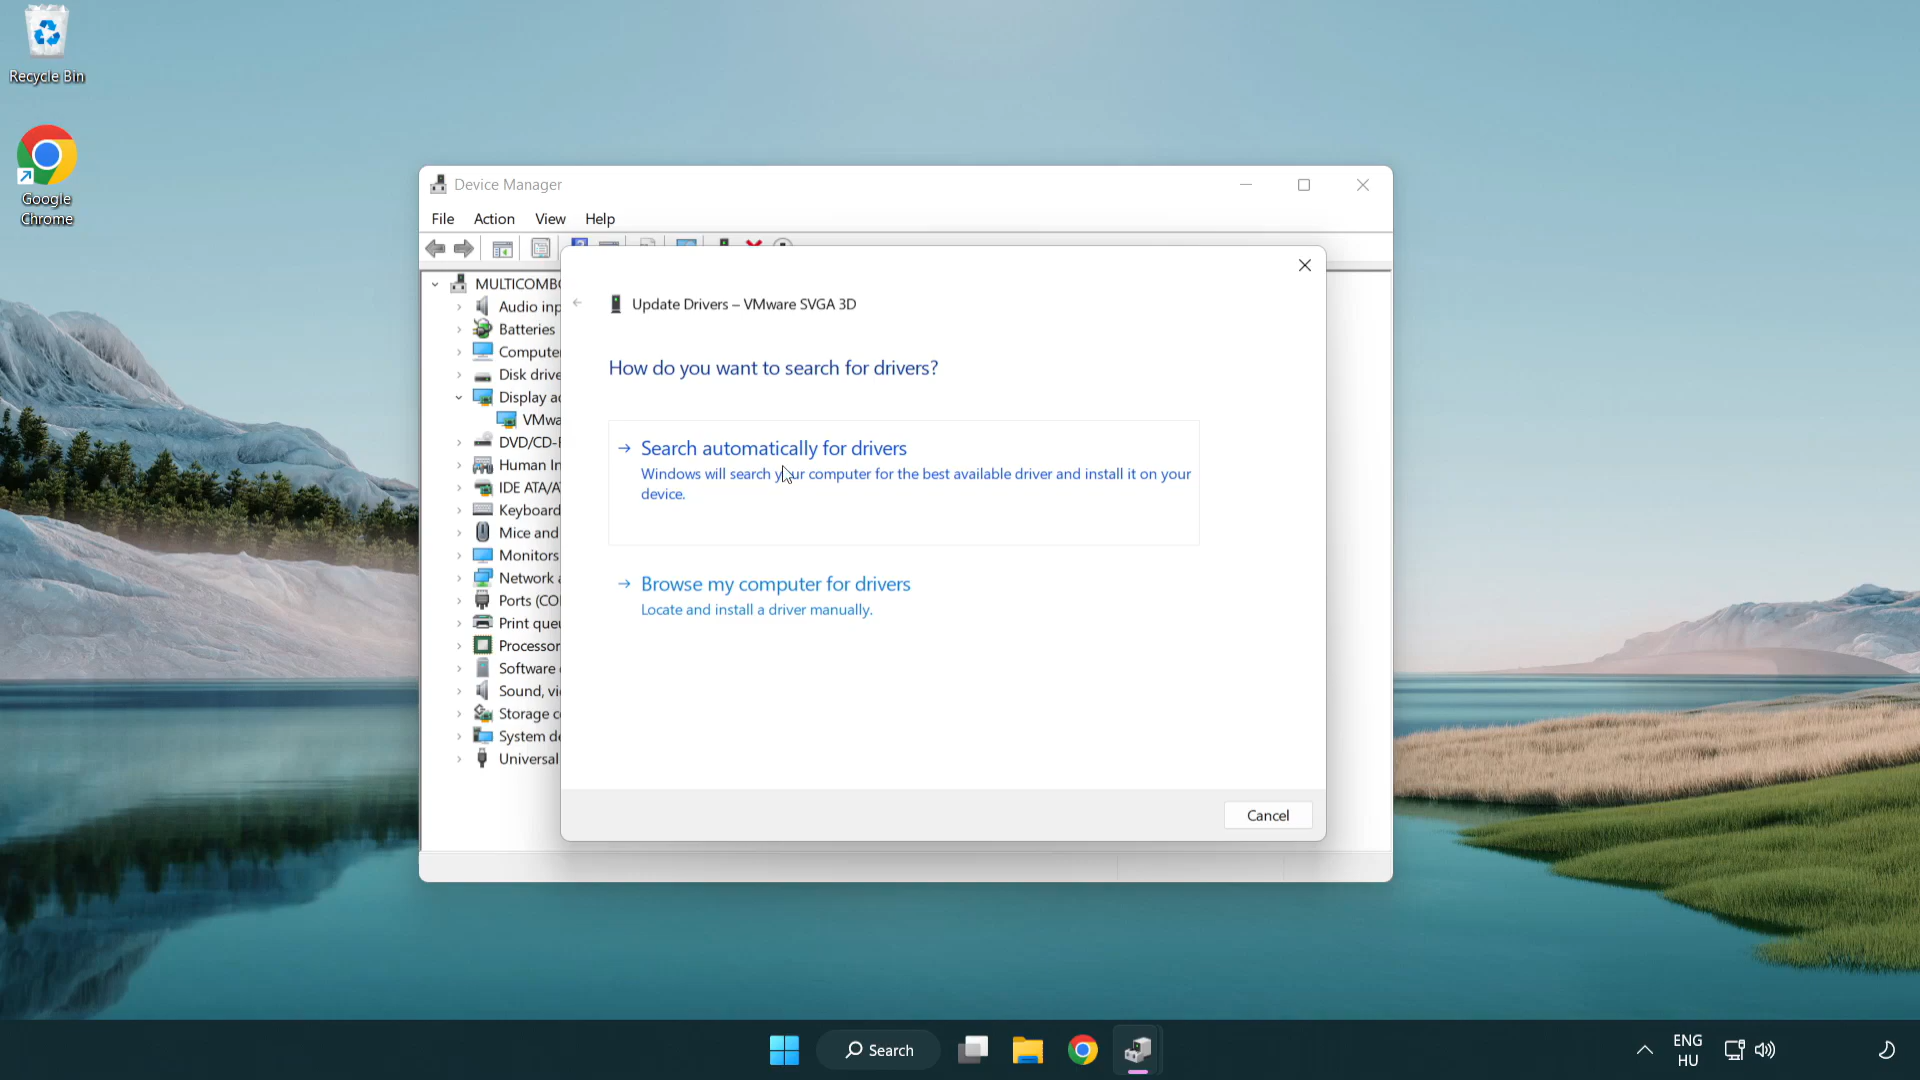 Recycle Bin
Google
Chrome
Device Manager
File Action View Help
MULTICOMBO
Audio inp
Batteries
Compute
Disk drive
Display a
VMwa
DVD/CD-
Human In
IDE ATA/A
Keyboard
Mice and
Monitors
Network a
Ports (CO
Print que
Processor
Software
Sound, vi
Storage c
System de
Universal
Update Drivers – VMware SVGA 3D
How do you want to search for drivers?
Search automatically for drivers
Windows will search your computer for the best available driver and install it on your
device.
Browse my computer for drivers
Locate and install a driver manually.
Cancel
Search
ENG
HU